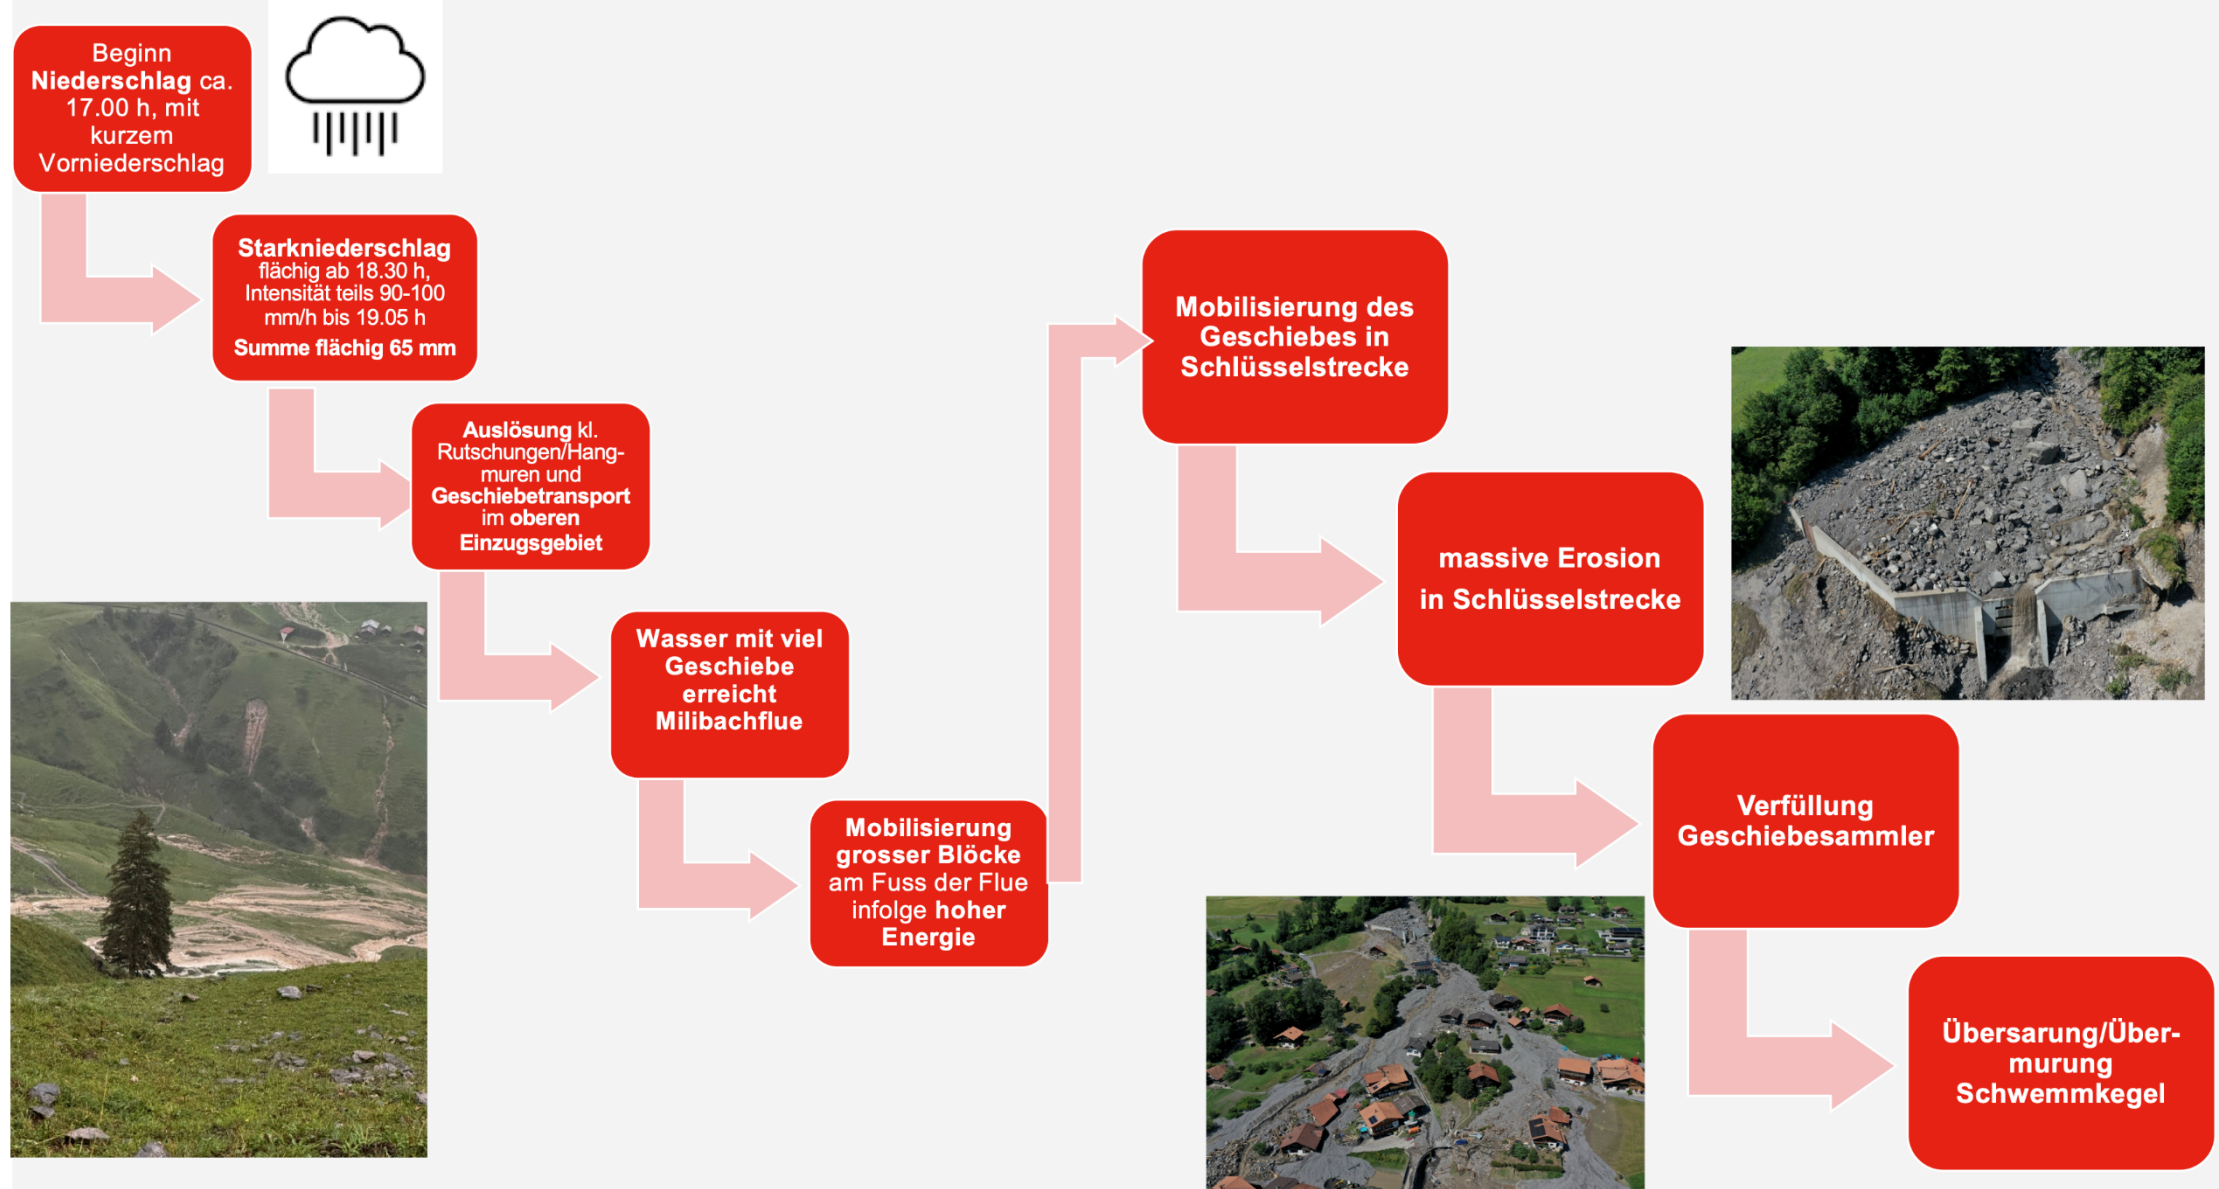 Beginn
Niederschlag ca.
17.00 h, mit
kurzem
Vorniederschlag
Starkniederschlag
flächig ab 18.30 h,
Intensität teils 90-100
mm/h bis 19.05 h
Summe flächig 65 mm
Auslösung kl.
Rutschungen/Hang-
muren und
Geschiebetransport
im oberen
Einzugsgebiet
Wasser mit viel
Geschiebe
erreicht
Milibachflue
Mobilisierung
grosser Blöcke
am Fuss der Flue
infolge hoher
Energie
Mobilisierung des
Geschiebes in
Schlüsselstrecke
massive Erosion
in Schlüsselstrecke
Verfüllung
Geschiebesammler
Übersarung/Über-
murung
Schwemmkegel